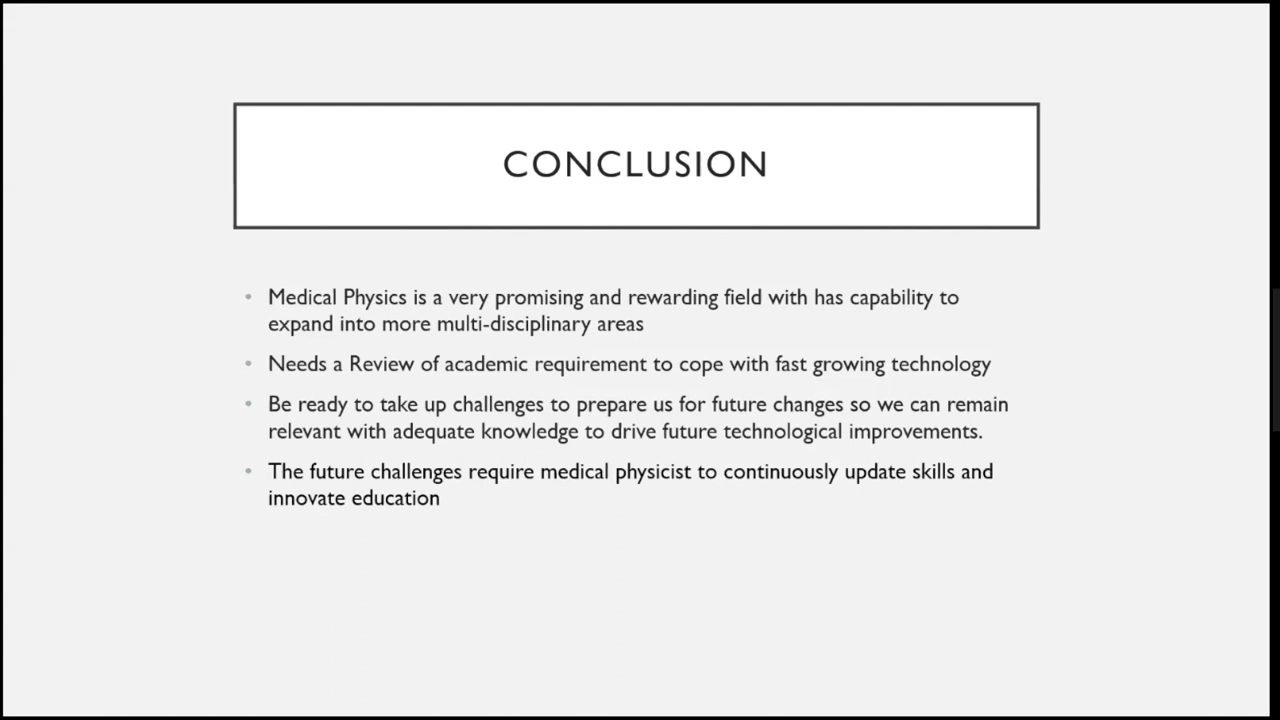 CONCLUSION
• Medical Physics is a very promising and rewarding field with has capability to
expand into more multi-disciplinary areas
• Needs a Review of academic requirement to cope with fast growing technology
• Be ready to take up challenges to prepare us for future changes so we can remain
relevant with adequate knowledge to drive future technological improvements.
• The future challenges require medical physicist to continuously update skills and
innovate education